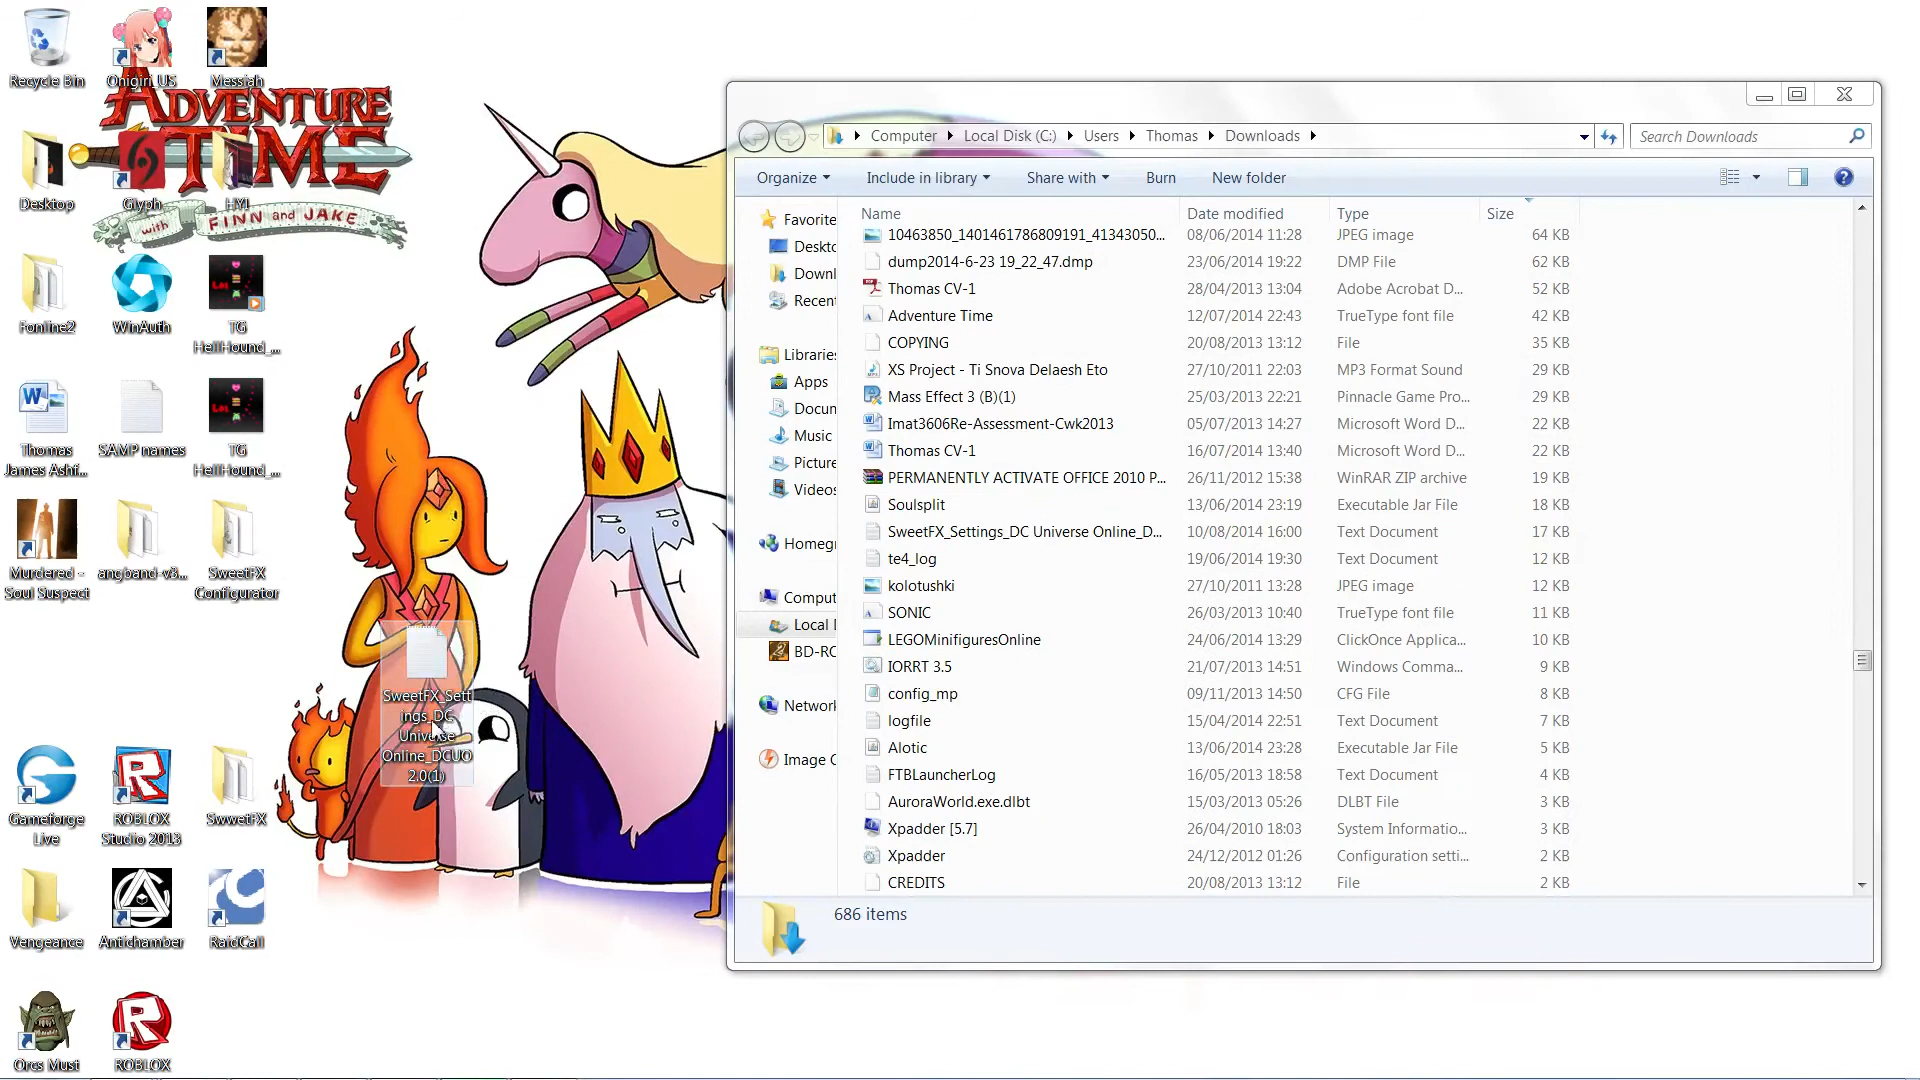 Recycle Bin
Onigiri_US
Messiah
ADVENTURE
TIME
with FINN and JAKE
Desktop
Glyph
HYI
Fonline2
WinAuth
TG
HellHound_...
Thomas
James Ashf...
SAMP names
TG
HellHound_...
Murdered -
Soul Suspect
angband-v3...
SweetFX
Configurator
SweetFX_Sett
ings_DC
Universe
Online_DCUO
2.0(1)
Gameforge
Live
ROBLOX
Studio 2013
SwwetFX
Vengeance
Antichamber
RaidCall
Orcs Must
ROBLOX
Computer
Local Disk (C:)
Users
Thomas
Downloads
Search Downloads
Organize
Include in library
Share with
Burn
New folder
Favorite
Deskto
Downl
Recent
Libraries
Apps
Docun
Music
Picture
Videos
Homegr
Comput
Local I
BD-RO
Network
Image C
Name Date modified Type Size
10463850_1401461786809191_41343050... 08/06/2014 11:28 JPEG image 64 KB
dump2014-6-23 19_22_47.dmp 23/06/2014 19:22 DMP File 62 KB
Thomas CV-1 28/04/2013 13:04 Adobe Acrobat D... 52 KB
Adventure Time 12/07/2014 22:43 TrueType font file 42 KB
COPYING 20/08/2013 13:12 File 35 KB
XS Project - Ti Snova Delaesh Eto 27/10/2011 22:03 MP3 Format Sound 29 KB
Mass Effect 3 (B)(1) 25/03/2013 22:21 Pinnacle Game Pro... 29 KB
Imat3606Re-Assessment-Cwk2013 05/07/2013 14:27 Microsoft Word D... 22 KB
Thomas CV-1 16/07/2014 13:40 Microsoft Word D... 22 KB
PERMANENTLY ACTIVATE OFFICE 2010 P... 26/11/2012 15:38 WinRAR ZIP archive 19 KB
Soulsplit 13/06/2014 23:19 Executable Jar File 18 KB
SweetFX_Settings_DC Universe Online_D... 10/08/2014 16:00 Text Document 17 KB
te4_log 19/06/2014 19:30 Text Document 12 KB
kolotushki 27/10/2011 13:28 JPEG image 12 KB
SONIC 26/03/2013 10:40 TrueType font file 11 KB
LEGOMinifiguresOnline 24/06/2014 13:29 ClickOnce Applica... 10 KB
IORRT 3.5 21/07/2013 14:51 Windows Comma... 9 KB
config_mp 09/11/2013 14:50 CFG File 8 KB
logfile 15/04/2014 22:51 Text Document 7 KB
Alotic 13/06/2014 23:28 Executable Jar File 5 KB
FTBLauncherLog 16/05/2013 18:58 Text Document 4 KB
AuroraWorld.exe.dlbt 15/03/2013 05:26 DLBT File 3 KB
Xpadder [5.7] 26/04/2010 18:03 System Informatio... 3 KB
Xpadder 24/12/2012 01:26 Configuration setti... 2 KB
CREDITS 20/08/2013 13:12 File 2 KB
686 items